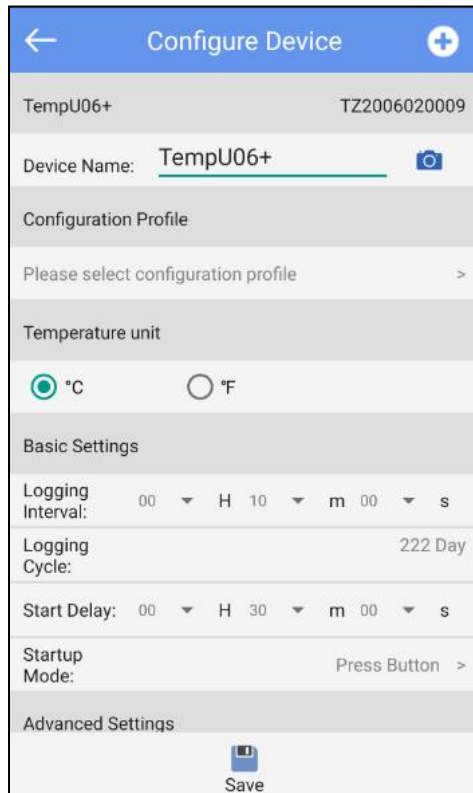 Configure Device
TempU06+ TZ2006020009
Device Name: TempU06+
Configuration Profile
Please select configuration profile >
Temperature unit
°C °F
Basic Settings
Logging
Interval: 00 H 10 m 00 s
Logging
Cycle: 222 Day
Start Delay: 00 H 30 m 00 s
Startup
Mode: Press Button >
Advanced Settings
Save